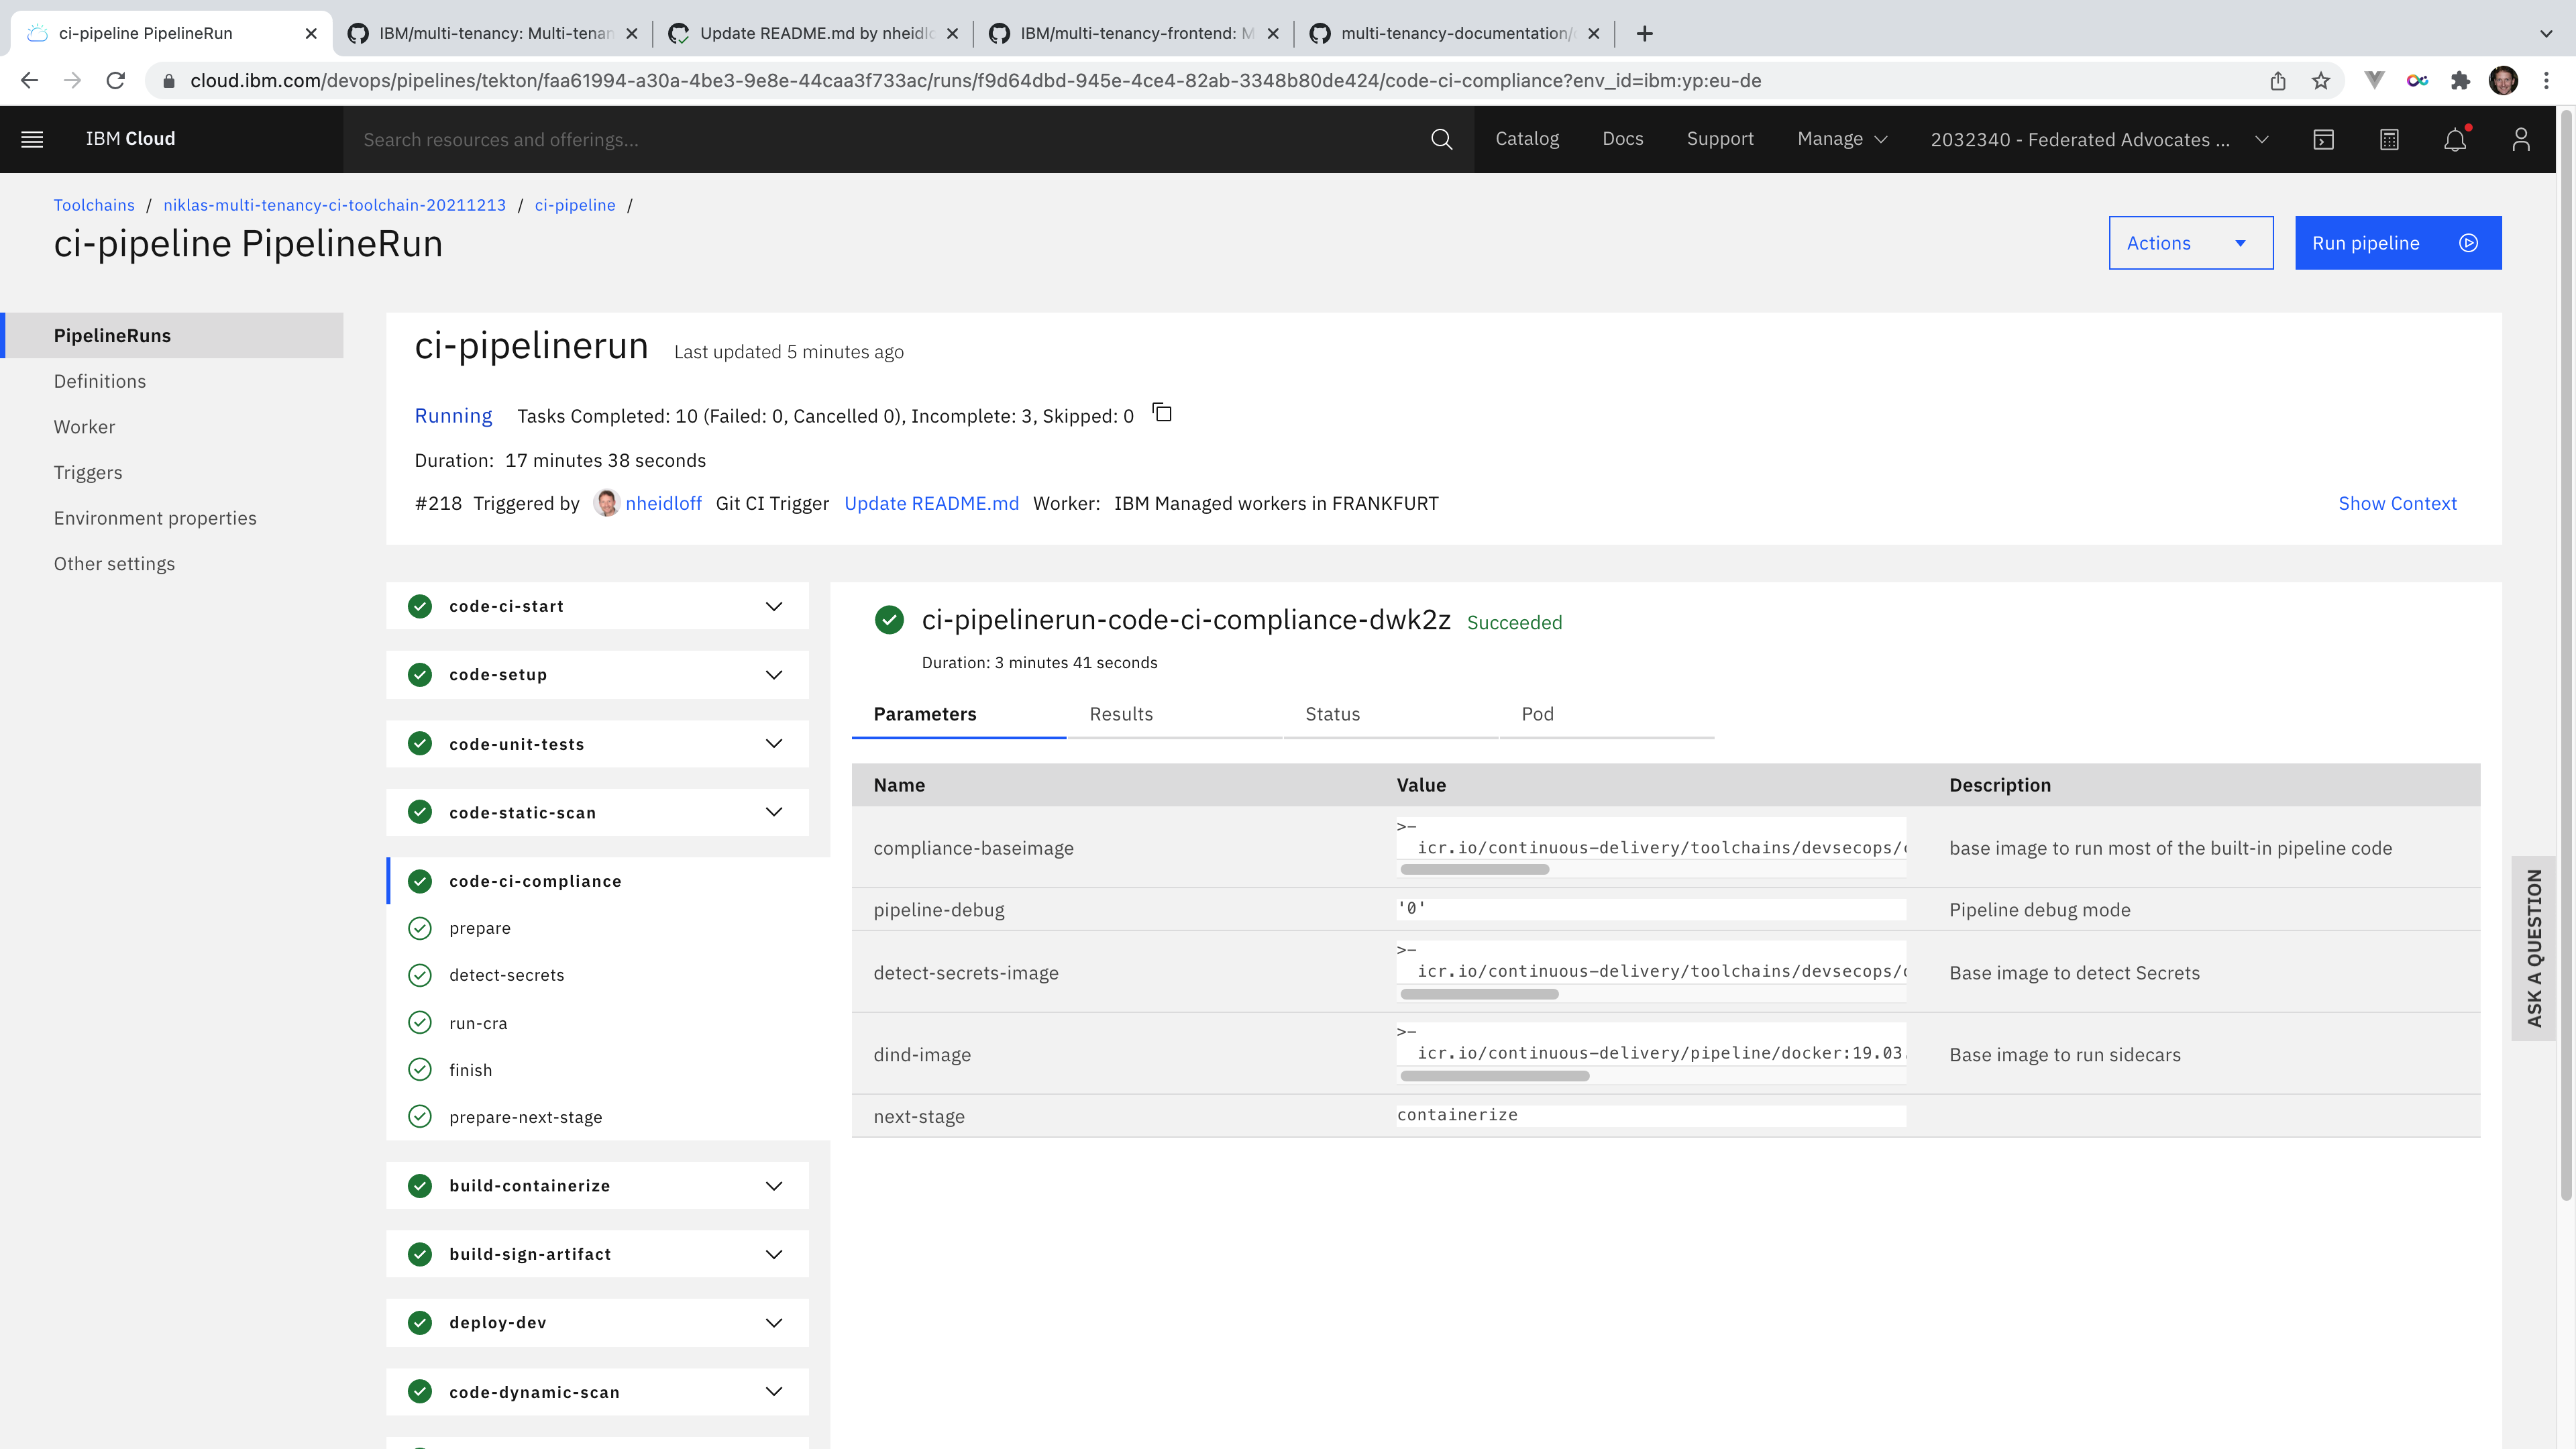 ci-pipeline PipelineRun
IBM/multi-tenancy: Multi-tenan
Update README.md by nheidlo
IBM/multi-tenancy-frontend: M
multi-tenancy-documentation/
cloud.ibm.com/devops/pipelines/tekton/faa61994-a30a-4be3-9e8e-44caa3f733ac/runs/f9d64dbd-945e-4ce4-82ab-3348b80de424/code-ci-compliance?env_id=ibm:yp:eu-de
IBM Cloud
Search resources and offerings...
Catalog
Docs
Support
Manage
2032340 - Federated Advocates ...
Toolchains / niklas-multi-tenancy-ci-toolchain-20211213 / ci-pipeline /
ci-pipeline PipelineRun
Actions
Run pipeline
PipelineRuns
Definitions
Worker
Triggers
Environment properties
Other settings
ci-pipelinerun Last updated 5 minutes ago
Running Tasks Completed: 10 (Failed: 0, Cancelled 0), Incomplete: 3, Skipped: 0
Duration: 17 minutes 38 seconds
#218 Triggered by nheidloff Git CI Trigger Update README.md Worker: IBM Managed workers in FRANKFURT
Show Context
code-ci-start
code-setup
code-unit-tests
code-static-scan
code-ci-compliance
prepare
detect-secrets
run-cra
finish
prepare-next-stage
build-containerize
build-sign-artifact
deploy-dev
code-dynamic-scan
ci-pipelinerun-code-ci-compliance-dwk2z Succeeded
Duration: 3 minutes 41 seconds
Parameters Results Status Pod
Name Value Description
compliance-baseimage
>-
icr.io/continuous-delivery/toolchains/devsecops/
base image to run most of the built-in pipeline code
pipeline-debug '0' Pipeline debug mode
detect-secrets-image
>-
icr.io/continuous-delivery/toolchains/devsecops/
Base image to detect Secrets
dind-image
>-
icr.io/continuous-delivery/pipeline/docker:19.03.
Base image to run sidecars
next-stage containerize
ASK A QUESTION